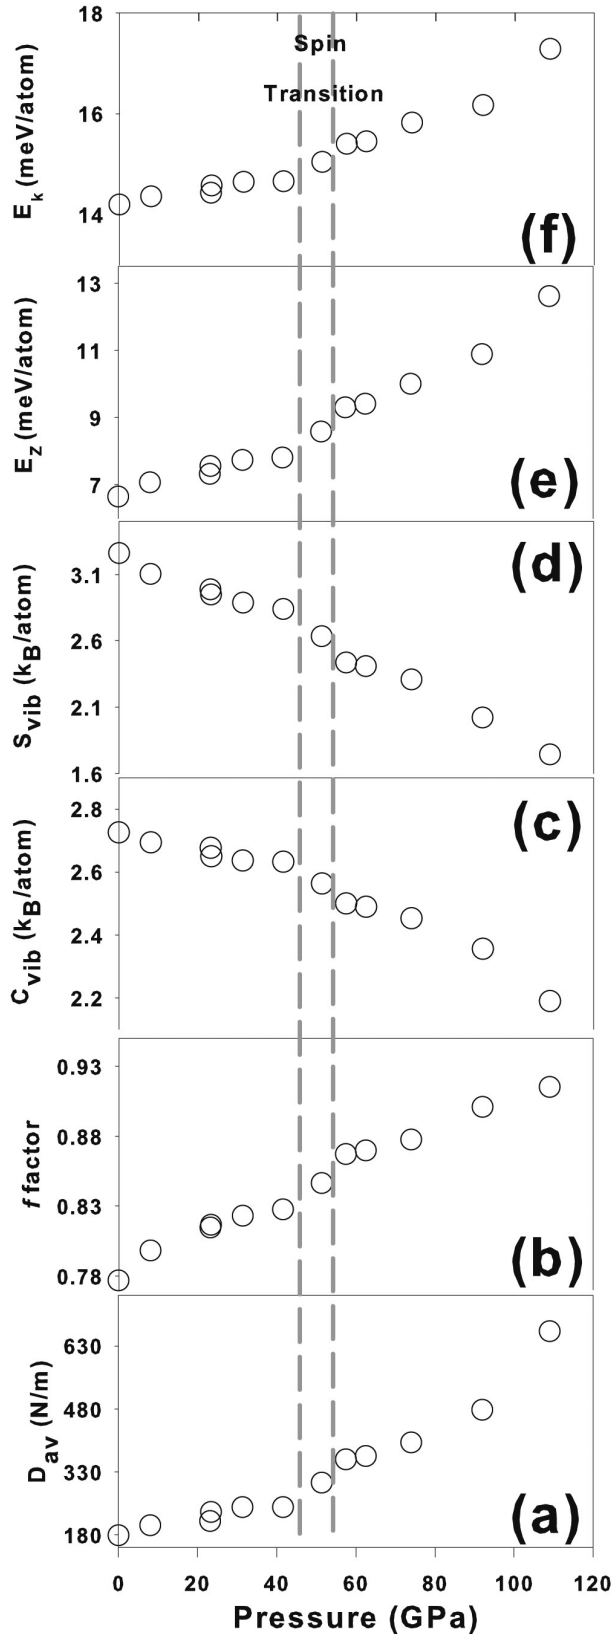 18
16
14
E_k (meV/atom)
Spin
Transition
(f)
13
11
9
7
E_Z (meV/atom)
(e)
3.1
2.6
2.1
1.6
S_vib (k_B/atom)
(d)
2.8
2.6
2.4
2.2
C_vib (k_B/atom)
(c)
0.93
0.88
0.83
0.78
f factor
(b)
630
480
330
180
D_av (N/m)
(a)
0 20 40 60 80 100 120
Pressure (GPa)